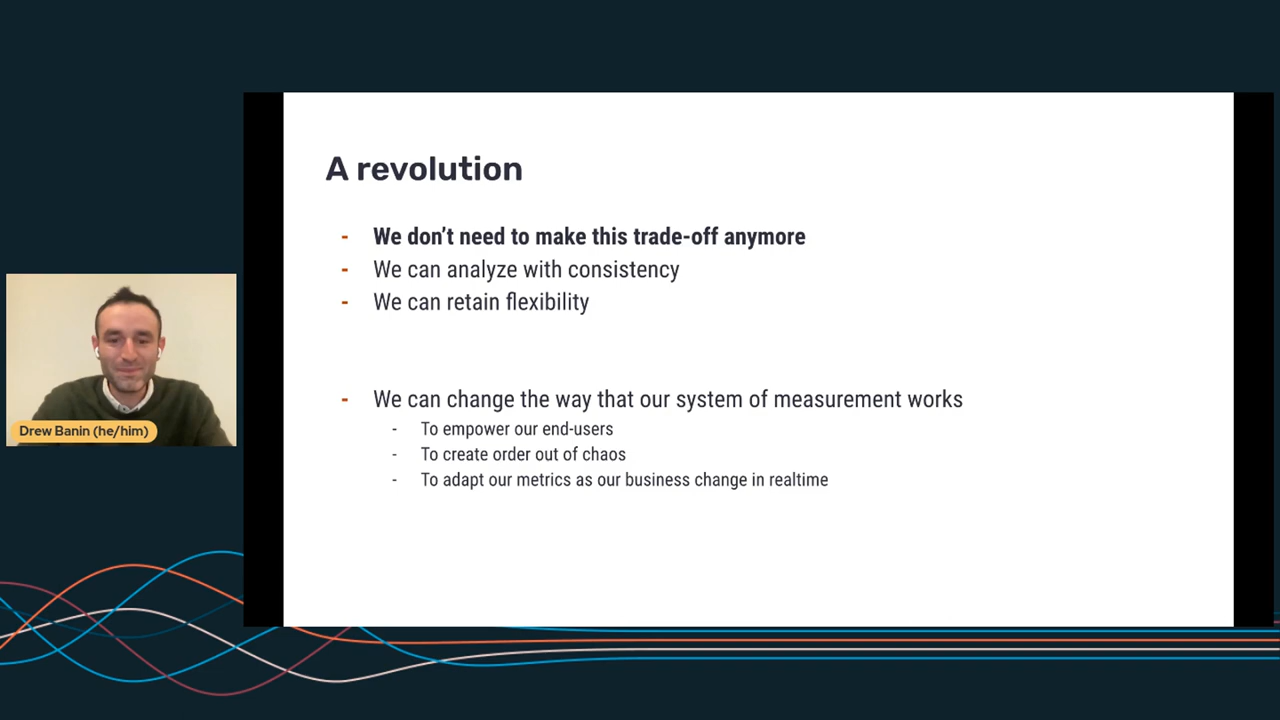 A revolution
- We don't need to make this trade-off anymore
- We can analyze with consistency
- We can retain flexibility
- We can change the way that our system of measurement works
- To empower our end-users
- To create order out of chaos
- To adapt our metrics as our business change in realtime
Drew Banin (he/him)